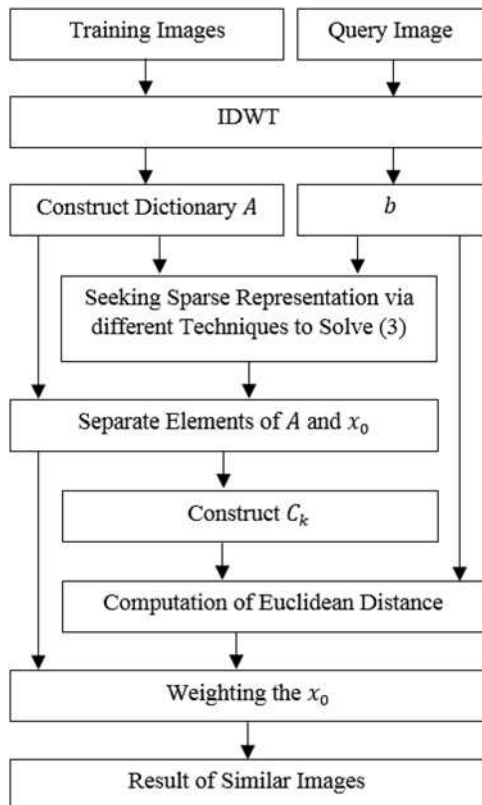 Training Images
Query Image
IDWT
Construct Dictionary A
b
Seeking Sparse Representation via
different Techniques to Solve (3)
Separate Elements of A and x₀
Construct Cₖ
Computation of Euclidean Distance
Weighting the x₀
Result of Similar Images